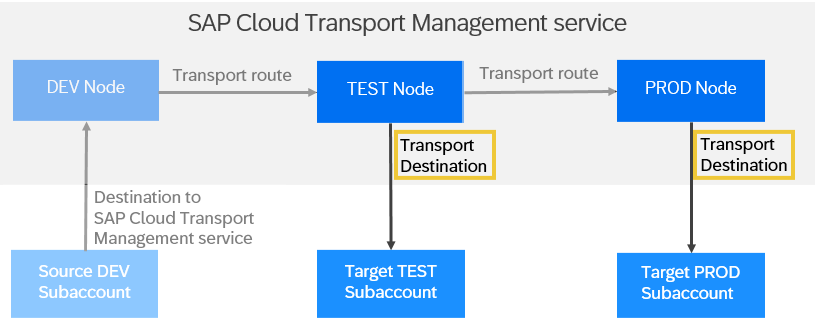 SAP Cloud Transport Management service
DEV Node
Transport route
TEST Node
Transport route
PROD Node
Transport
Destination
Transport
Destination
Destination to
SAP Cloud Transport
Management service
Source DEV
Subaccount
Target TEST
Subaccount
Target PROD
Subaccount